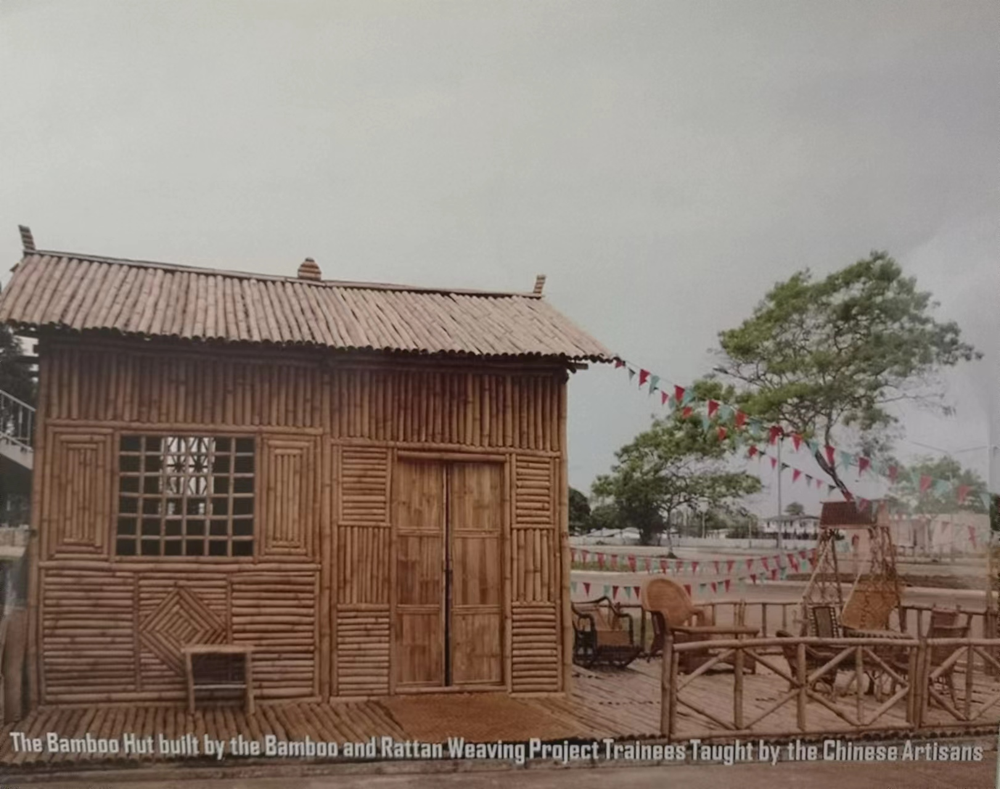 The Bamboo Hut built by the Bamboo and Rattan Weaving Project Trainees Taught by the Chinese Artisans